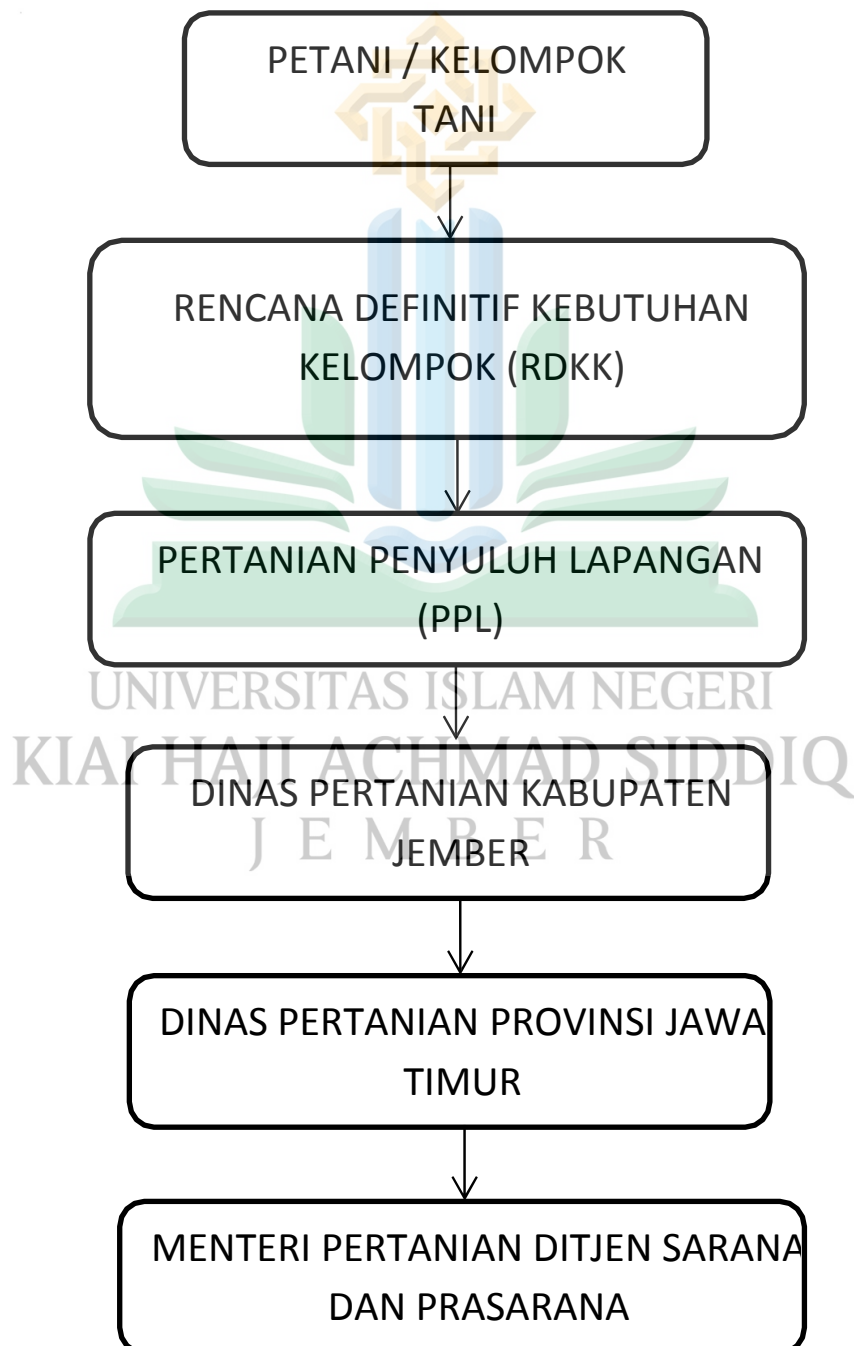 PETANI / KELOMPOK
TANI
RENCANA DEFINITIF KEBUTUHAN
KELOMPOK (RDKK)
PERTANIAN PENYULUH LAPANGAN
(PPL)
UNIVERSITAS ISLAM NEGERI
KIAI HAJI ACHMAD SIDDIQ
DINAS PERTANIAN KABUPATEN
JEMBER
J E M B E R
DINAS PERTANIAN PROVINSI JAWA
TIMUR
MENTERI PERTANIAN DITJEN SARANA
DAN PRASARANA